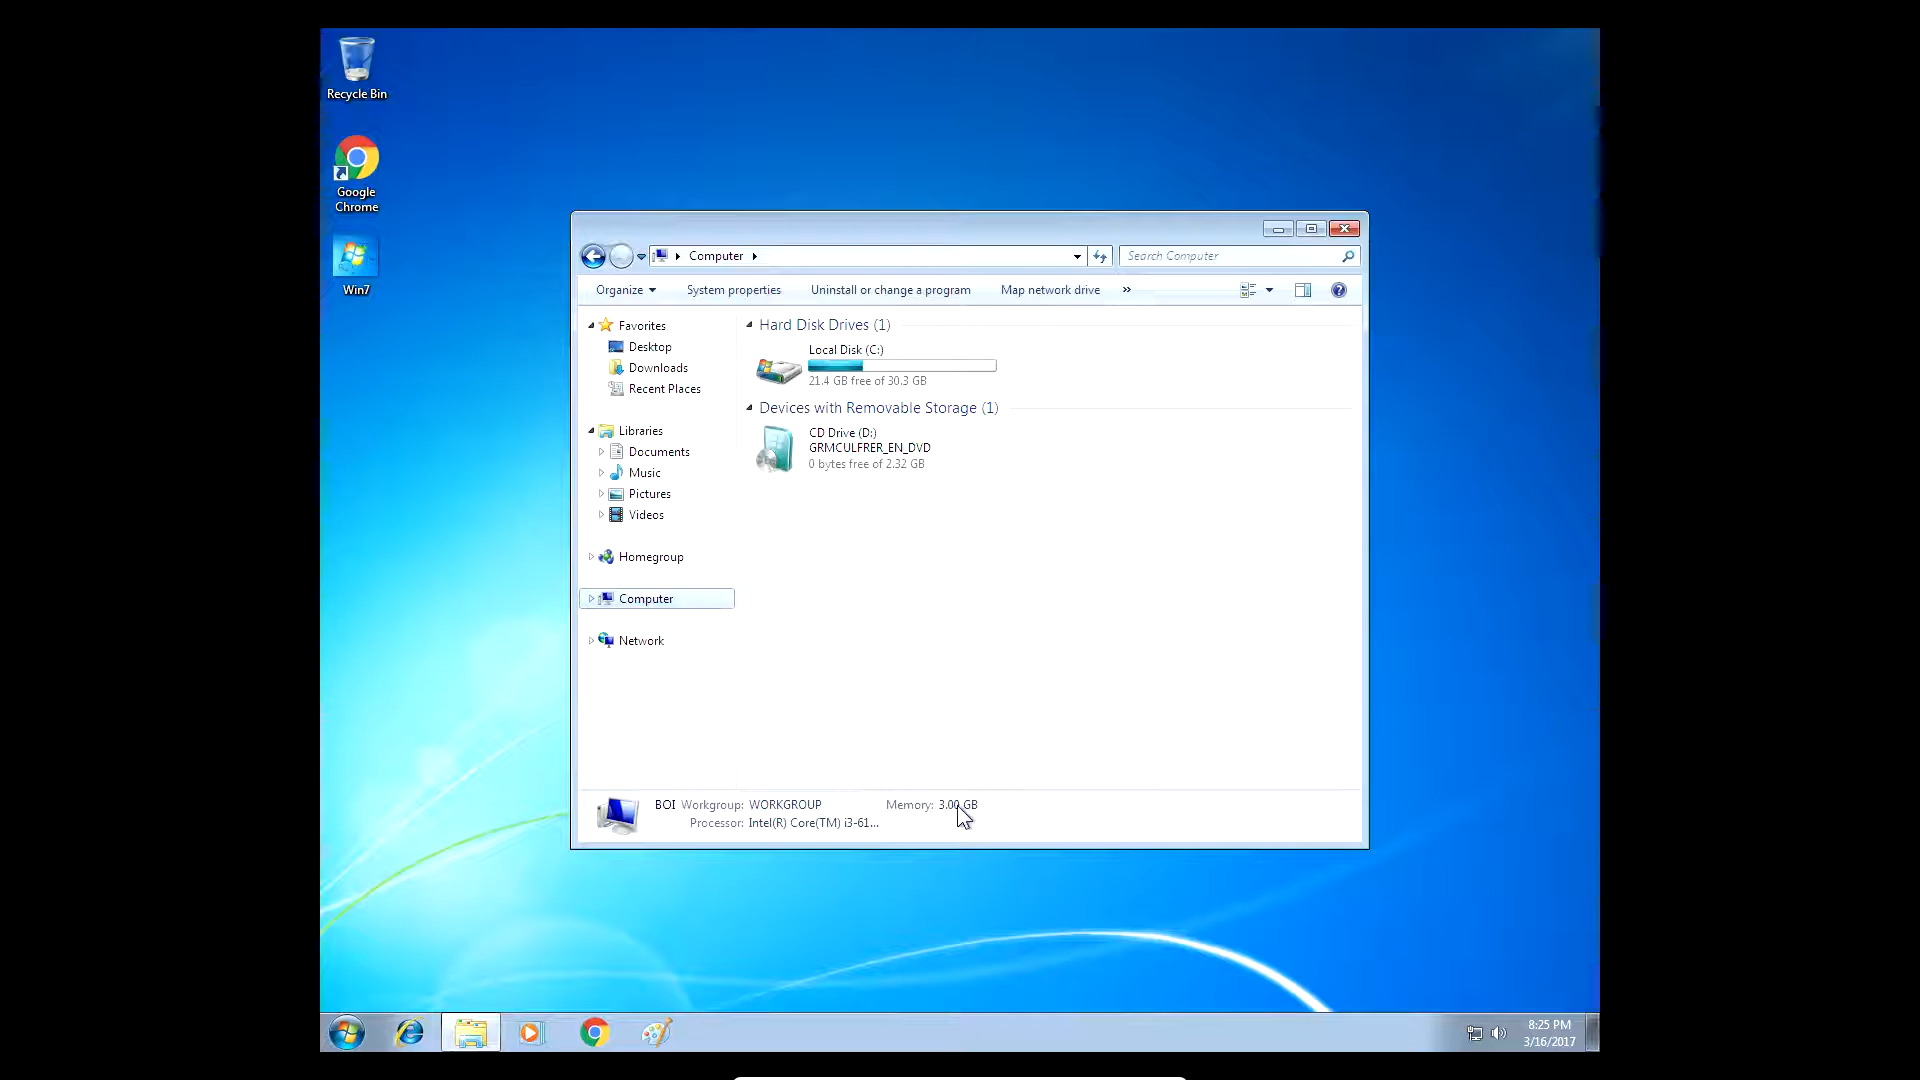 Recycle Bin
Google
Chrome
Win7
Computer
Search Computer
Organize
System properties
Uninstall or change a program
Map network drive
»
Favorites
Desktop
Downloads
Recent Places
Libraries
Documents
Music
Pictures
Videos
Homegroup
Computer
Network
Hard Disk Drives (1)
Local Disk (C:)
21.4 GB free of 30.3 GB
Devices with Removable Storage (1)
CD Drive (D:)
GRMCULFRER_EN_DVD
0 bytes free of 2.32 GB
BOI Workgroup: WORKGROUP Memory: 3.00 GB
Processor: Intel(R) Core(TM) i3-61...
8:25 PM
3/16/2017